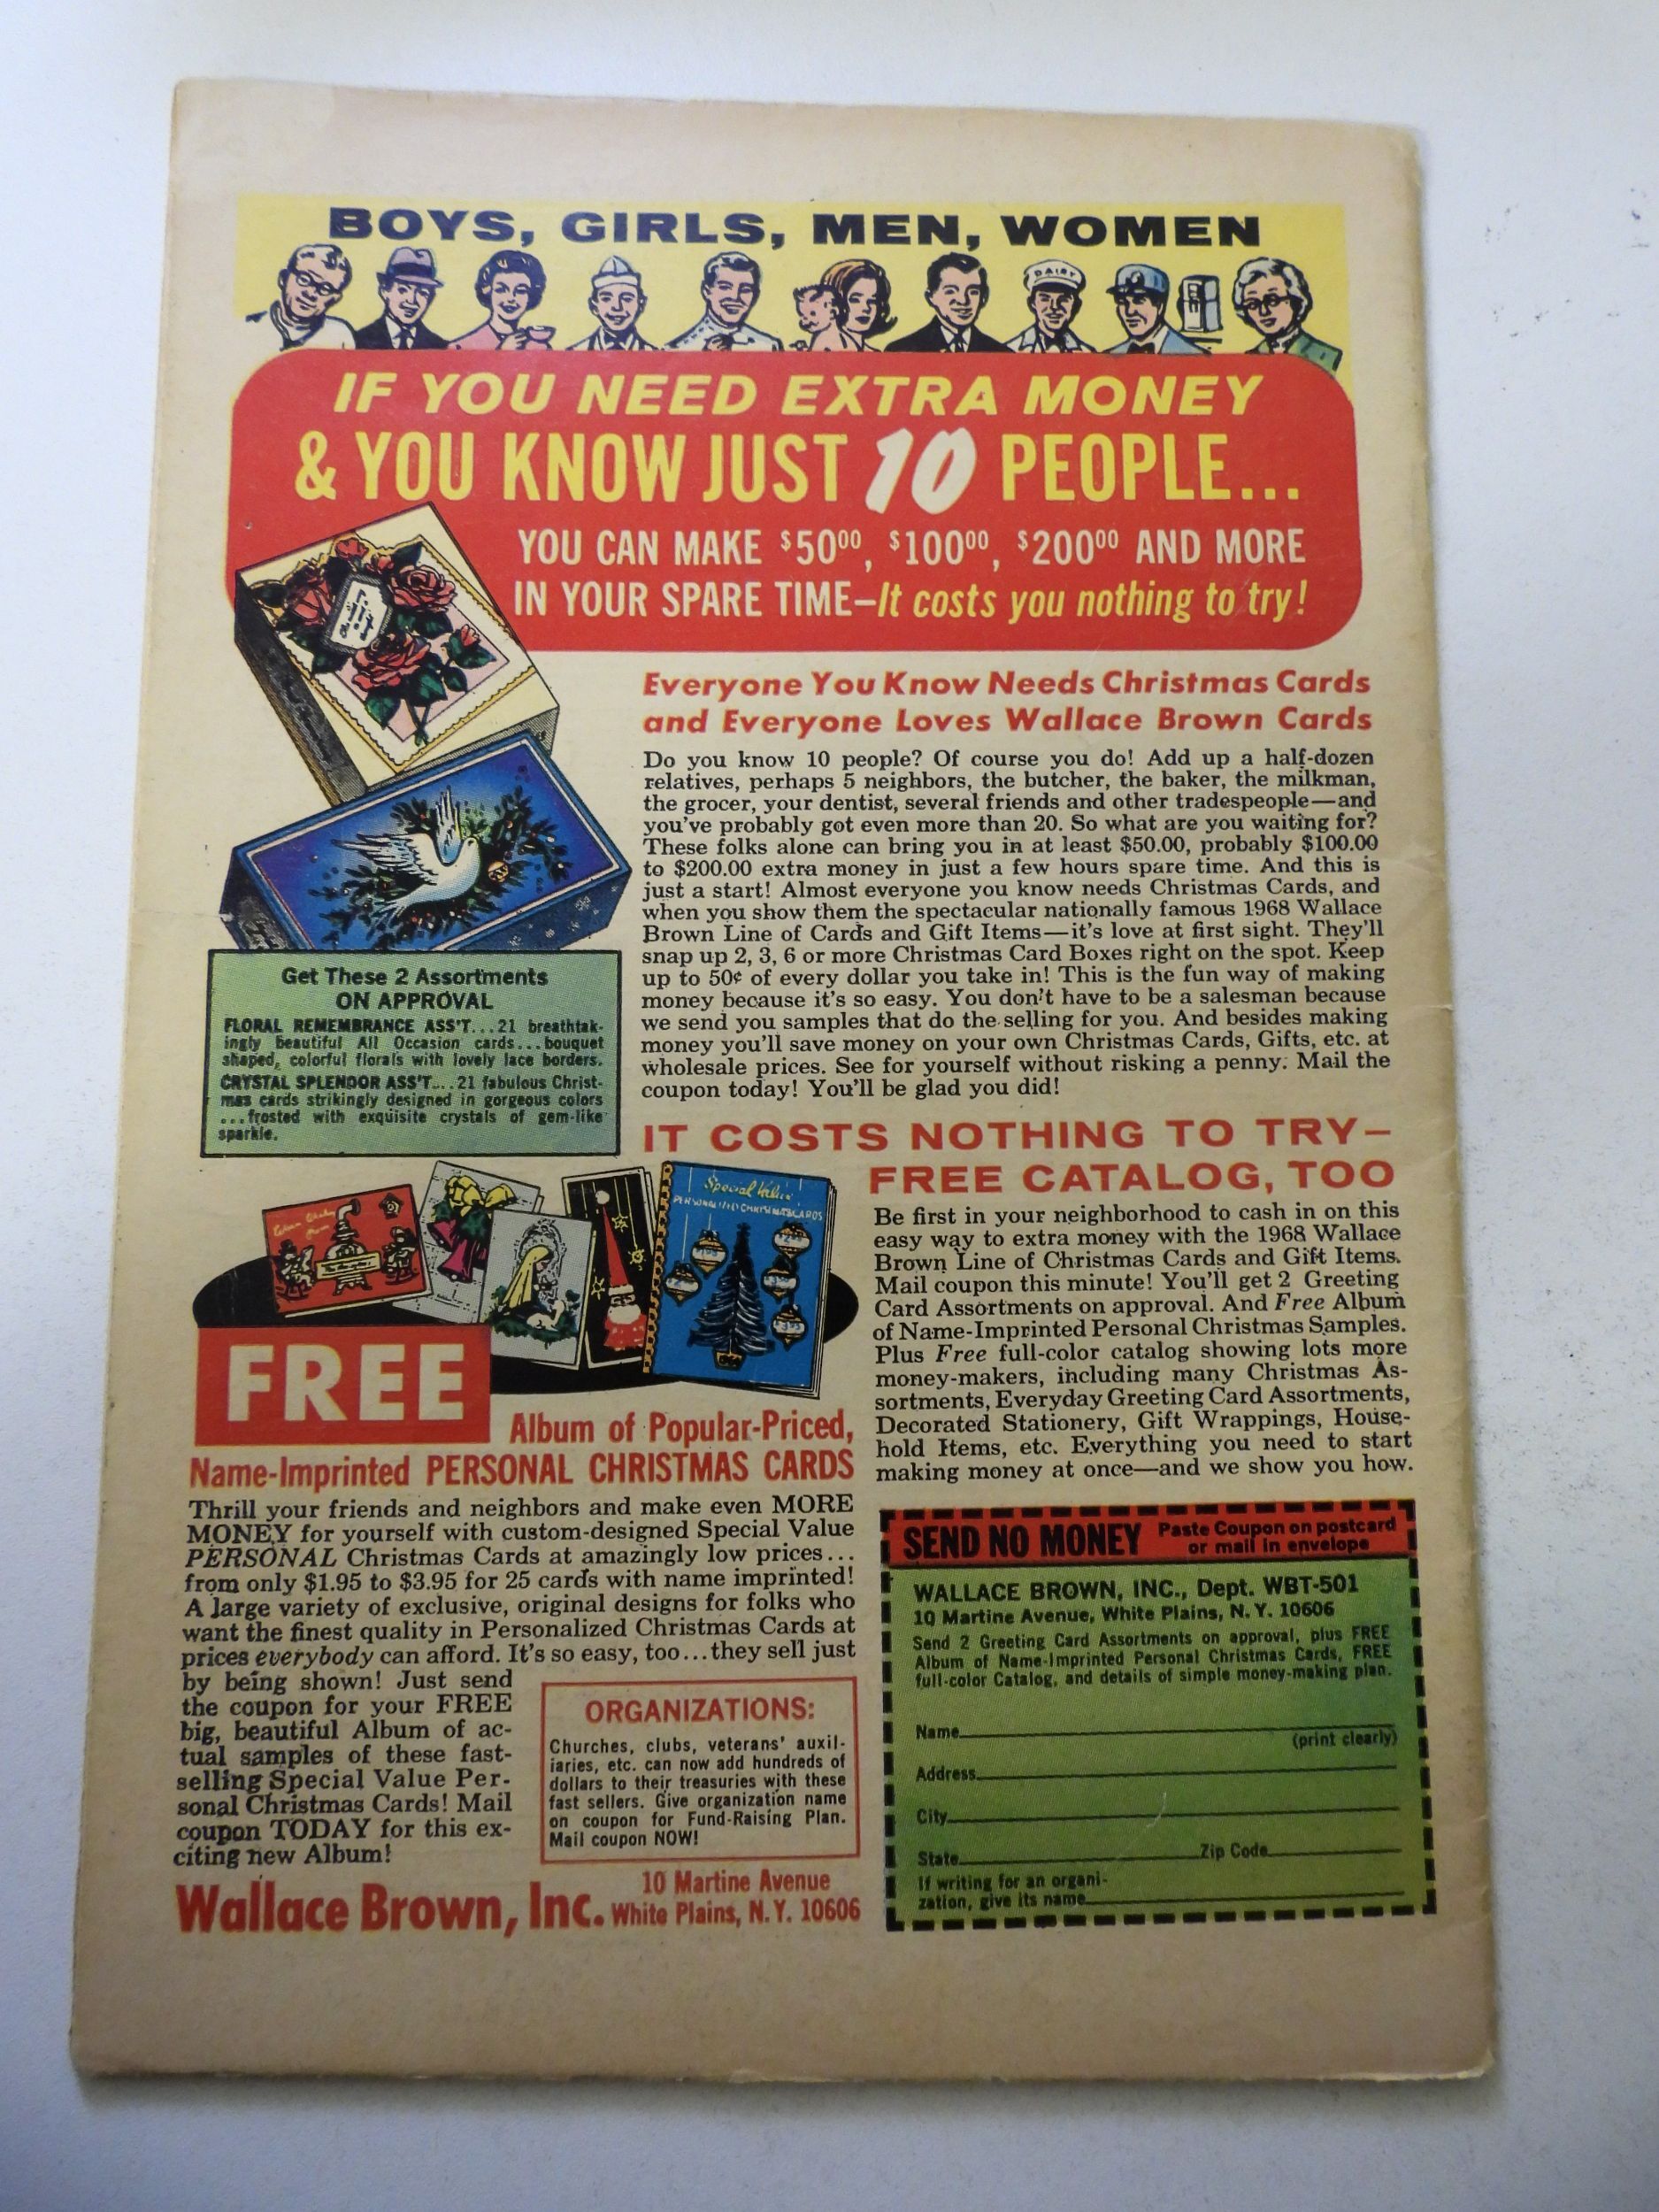 BOYS, GIRLS, MEN, WOMEN
DAIRY
IF YOU NEED EXTRA MONEY
& YOU KNOW JUST 10 PEOPLE...
YOU CAN MAKE $50⁰⁰, $100⁰⁰, $200⁰⁰ AND MORE
IN YOUR SPARE TIME—It costs you nothing to try!
Everyone You Know Needs Christmas Cards
and Everyone Loves Wallace Brown Cards
Do you know 10 people? Of course you do! Add up a half-dozen
relatives, perhaps 5 neighbors, the butcher, the baker, the milkman,
the grocer, your dentist, several friends and other tradespeople—and
you've probably got even more than 20. So what are you waiting for?
These folks alone can bring you in at least $50.00, probably $100.00
to $200.00 extra money in just a few hours spare time. And this is
just a start! Almost everyone you know needs Christmas Cards, and
when you show them the spectacular nationally famous 1968 Wallace
Brown Line of Cards and Gift Items—it's love at first sight. They'll
snap up 2, 3, 6 or more Christmas Card Boxes right on the spot. Keep
up to 50¢ of every dollar you take in! This is the fun way of making
money because it's so easy. You don't have to be a salesman because
we send you samples that do the selling for you. And besides making
money you'll save money on your own Christmas Cards, Gifts, etc. at
wholesale prices. See for yourself without risking a penny. Mail the
coupon today! You'll be glad you did!
Get These 2 Assortments
ON APPROVAL
FLORAL REMEMBRANCE ASS'T...21 breathtak-
ingly beautiful All Occasion cards...bouquet
shaped, colorful florals with lovely lace borders.
CRYSTAL SPLENDOR ASS'T...21 fabulous Christ-
mas cards strikingly designed in gorgeous colors
...frosted with exquisite crystals of gem-like
sparkle.
IT COSTS NOTHING TO TRY—
FREE CATALOG, TOO
Be first in your neighborhood to cash in on this
easy way to extra money with the 1968 Wallace
Brown Line of Christmas Cards and Gift Items.
Mail coupon this minute! You'll get 2 Greeting
Card Assortments on approval. And Free Album
of Name-Imprinted Personal Christmas Samples.
Plus Free full-color catalog showing lots more
money-makers, including many Christmas As-
sortments, Everyday Greeting Card Assortments,
Decorated Stationery, Gift Wrappings, House-
hold Items, etc. Everything you need to start
making money at once—and we show you how.
Special Value
PERSONALIZED CHRISTMAS CARDS
FREE
Album of Popular-Priced,
Name-Imprinted PERSONAL CHRISTMAS CARDS
Thrill your friends and neighbors and make even MORE
MONEY for yourself with custom-designed Special Value
PERSONAL Christmas Cards at amazingly low prices...
from only $1.95 to $3.95 for 25 cards with name imprinted!
A large variety of exclusive, original designs for folks who
want the finest quality in Personalized Christmas Cards at
prices everybody can afford. It's so easy, too...they sell just
by being shown! Just send
the coupon for your FREE
big, beautiful Album of ac-
tual samples of these fast-
selling Special Value Per-
sonal Christmas Cards! Mail
coupon TODAY for this ex-
citing new Album!
ORGANIZATIONS:
Churches, clubs, veterans' auxil-
iaries, etc. can now add hundreds of
dollars to their treasuries with these
fast sellers. Give organization name
on coupon for Fund-Raising Plan.
Mail coupon NOW!
Wallace Brown, Inc.
10 Martine Avenue
White Plains, N.Y. 10606
SEND NO MONEY
Paste Coupon on postcard
or mail in envelope
WALLACE BROWN, INC., Dept. WBT-501
10 Martine Avenue, White Plains, N.Y. 10606
Send 2 Greeting Card Assortments on approval, plus FREE
Album of Name-Imprinted Personal Christmas Cards, FREE
full-color Catalog, and details of simple money-making plan.
Name
(print clearly)
Address
City
State Zip Code
If writing for an organi-
zation, give its name